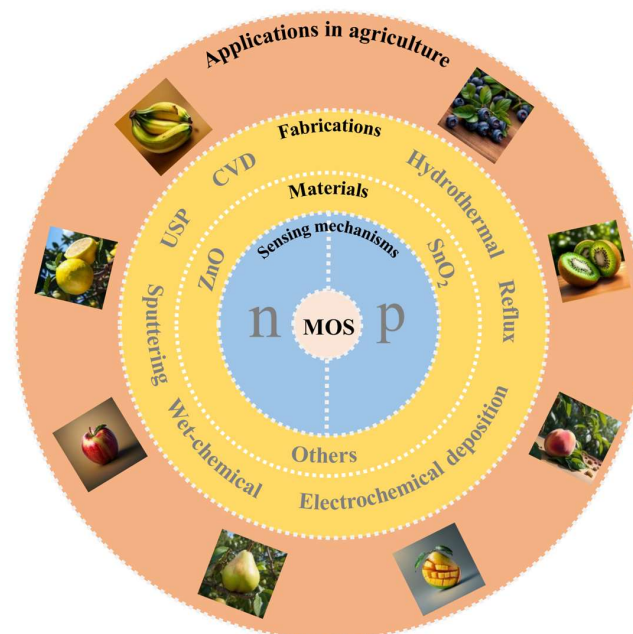 Applications in agriculture
Fabrications
CVD
USP
Sputtering
Wet-chemical
Electrochemical deposition
Reflux
Hydrothermal
Materials
ZnO
SnO₂
Others
Sensing mechanisms
n
p
MOS